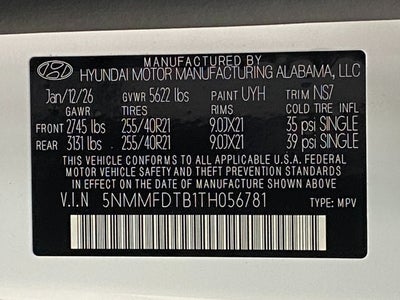 MANUFACTURED BY
HYUNDAI MOTOR MANUFACTURING ALABAMA, LLC
Jan/12/26 GVWR 5622 lbs PAINT UYH TRIM NS7
GAWR TIRES RIMS COLD TIRE INFL
FRONT 2745 lbs 255/40R21 9.0JX21 35 psi SINGLE
REAR 3131 lbs 255/40R21 9.0JX21 39 psi SINGLE
THIS VEHICLE CONFORMS TO ALL APPLICABLE U.S.A. FEDERAL
MOTOR VEHICLE SAFETY AND THEFT PREVENTION STANDARDS
IN EFFECT ON THE DATE OF MANUFACTURE SHOWN ABOVE.
V.I.N 5NMMFDTB1TH056781
TYPE: MPV